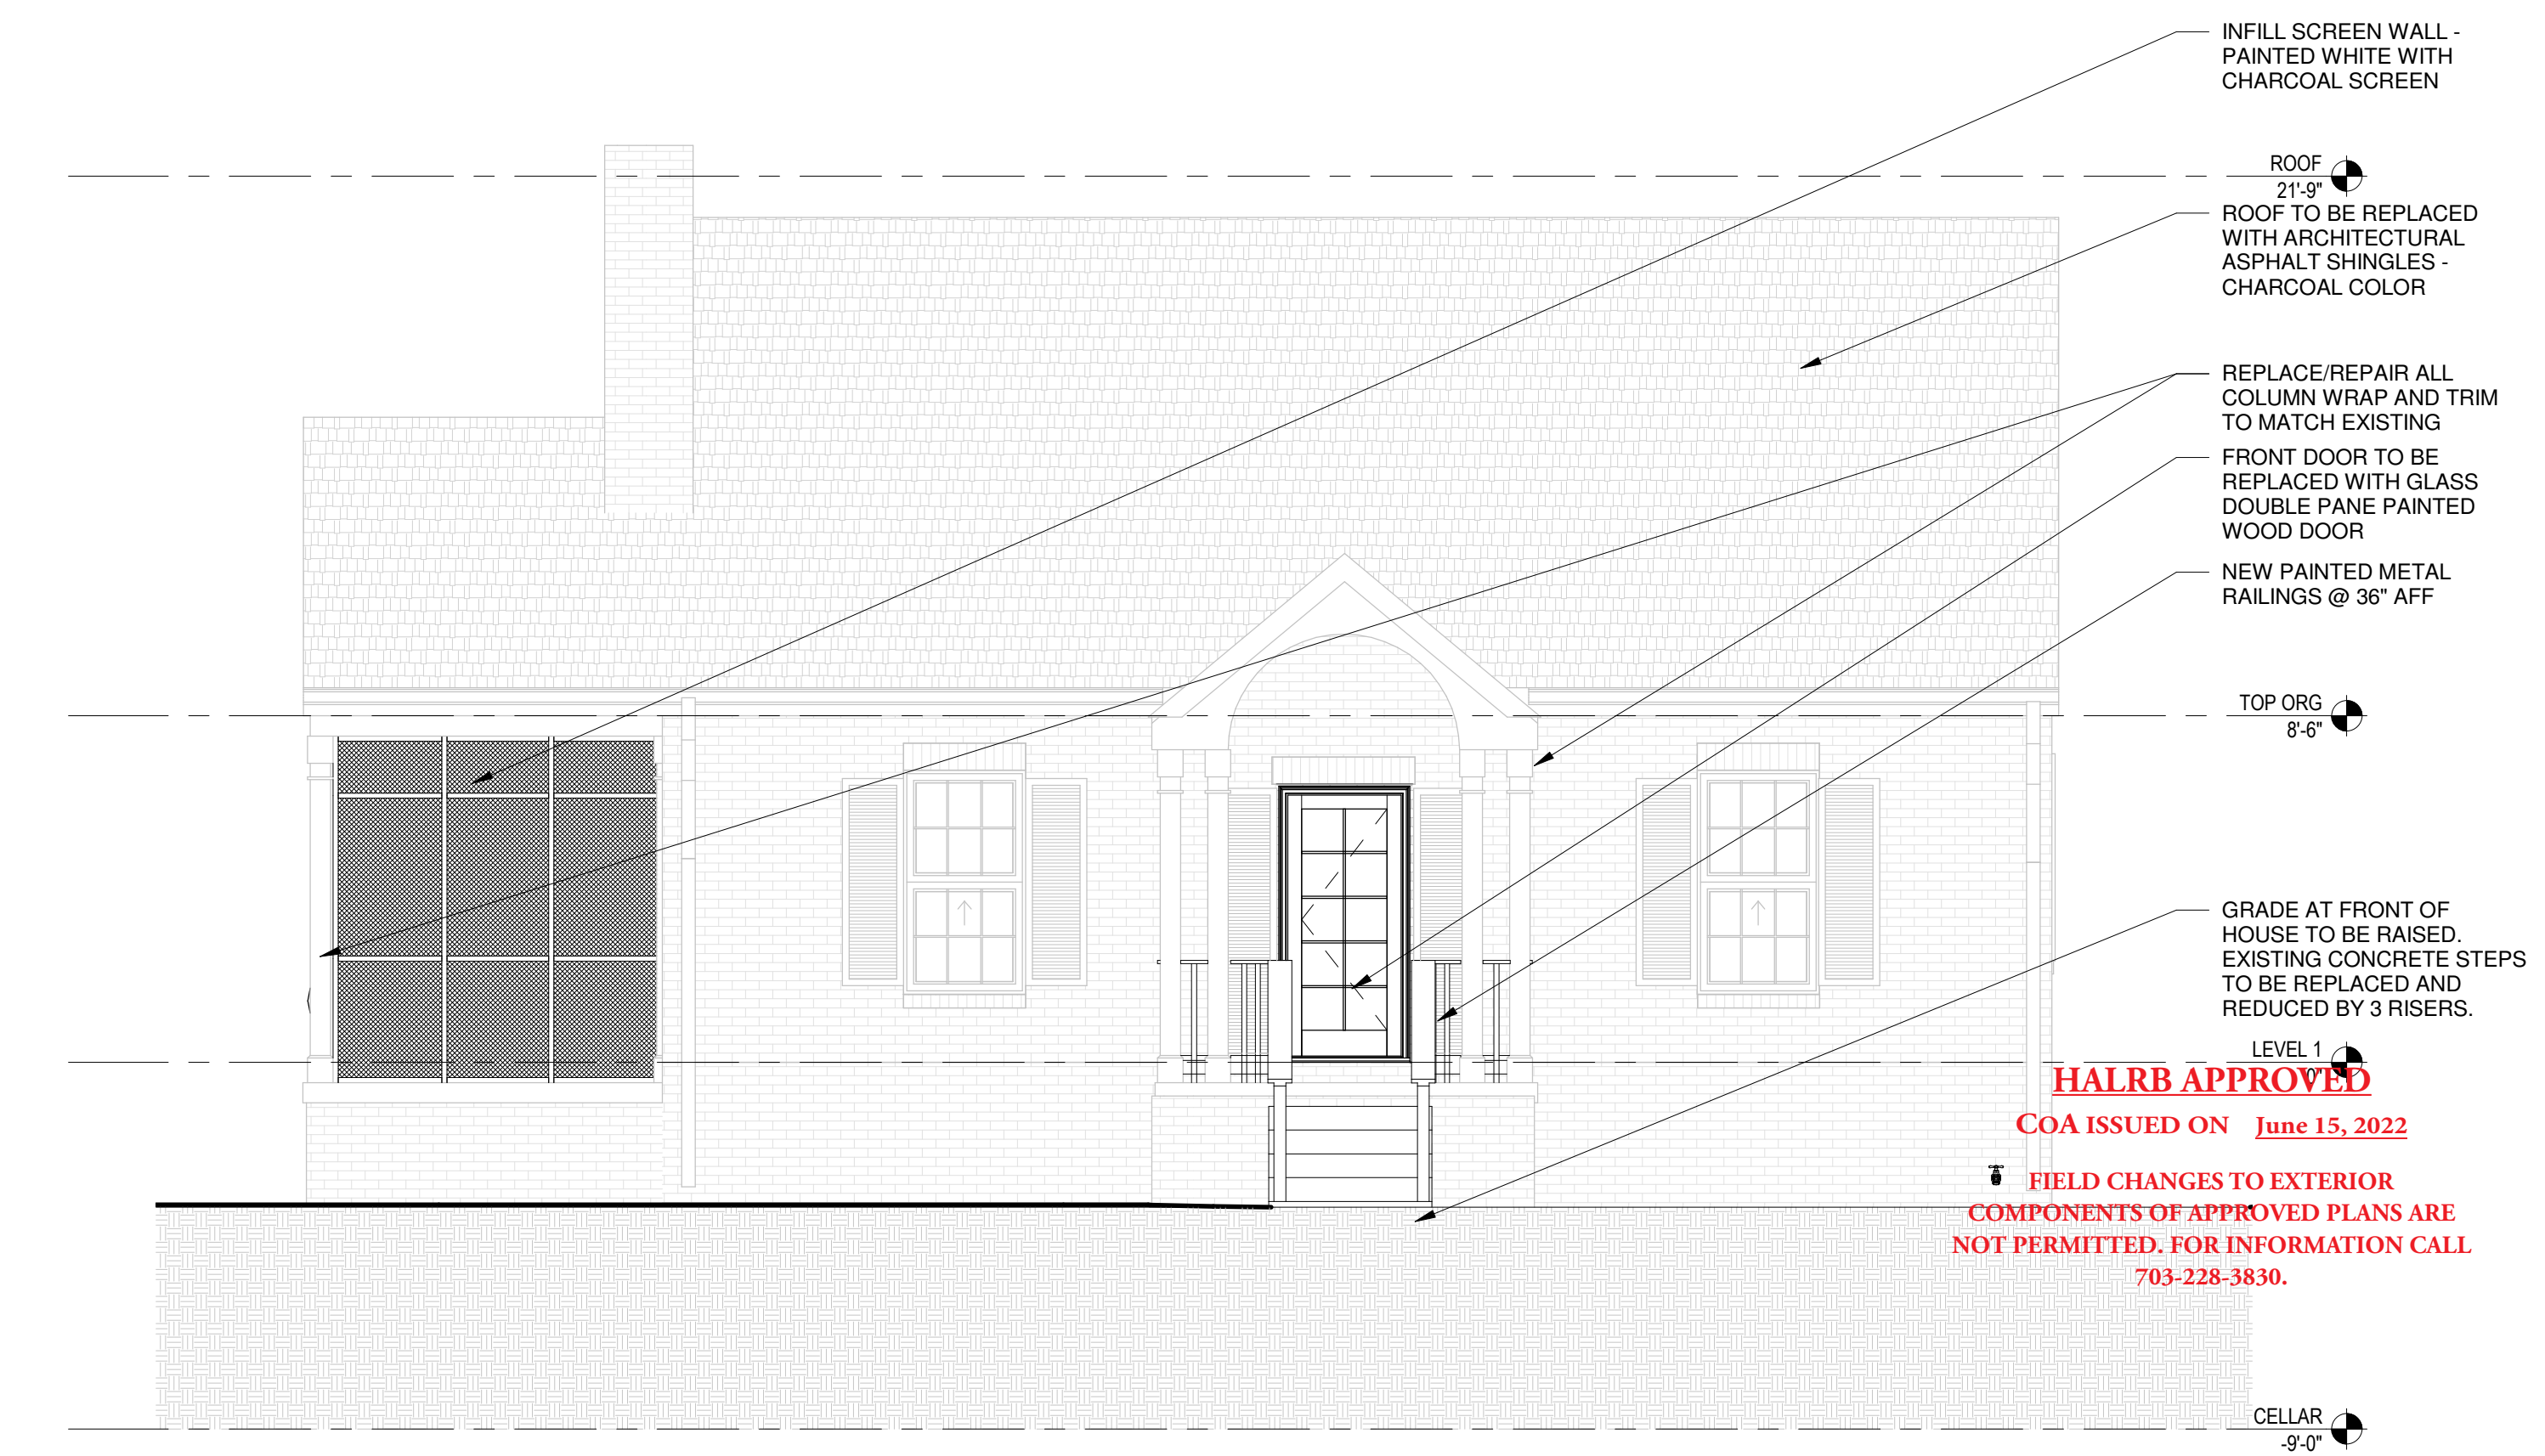 INFILL SCREEN WALL -
PAINTED WHITE WITH
CHARCOAL SCREEN
ROOF
21'-9"
ROOF TO BE REPLACED
WITH ARCHITECTURAL
ASPHALT SHINGLES -
CHARCOAL COLOR
REPLACE/REPAIR ALL
COLUMN WRAP AND TRIM
TO MATCH EXISTING
FRONT DOOR TO BE
REPLACED WITH GLASS
DOUBLE PANE PAINTED
WOOD DOOR
NEW PAINTED METAL
RAILINGS @ 36" AFF
TOP ORG
8'-6"
GRADE AT FRONT OF
HOUSE TO BE RAISED.
EXISTING CONCRETE STEPS
TO BE REPLACED AND
REDUCED BY 3 RISERS.
LEVEL 1
0"
HALRB APPROVED
COA ISSUED ON June 15, 2022
FIELD CHANGES TO EXTERIOR
COMPONENTS OF APPROVED PLANS ARE
NOT PERMITTED. FOR INFORMATION CALL
703-228-3830.
CELLAR
-9'-0"